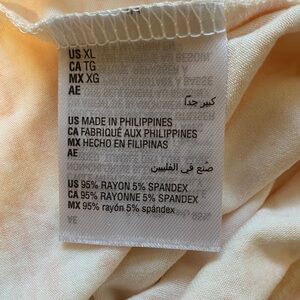 US XL
CA TG
MX XG
AE
كبير جدًا
US MADE IN PHILIPPINES
CA FABRIQUÉ AUX PHILIPPINES
MX HECHO EN FILIPINAS
AE
صُنع في الفلبين
US 95% RAYON 5% SPANDEX
CA 95% RAYONNE 5% SPANDEX
MX 95% rayón 5% spándex